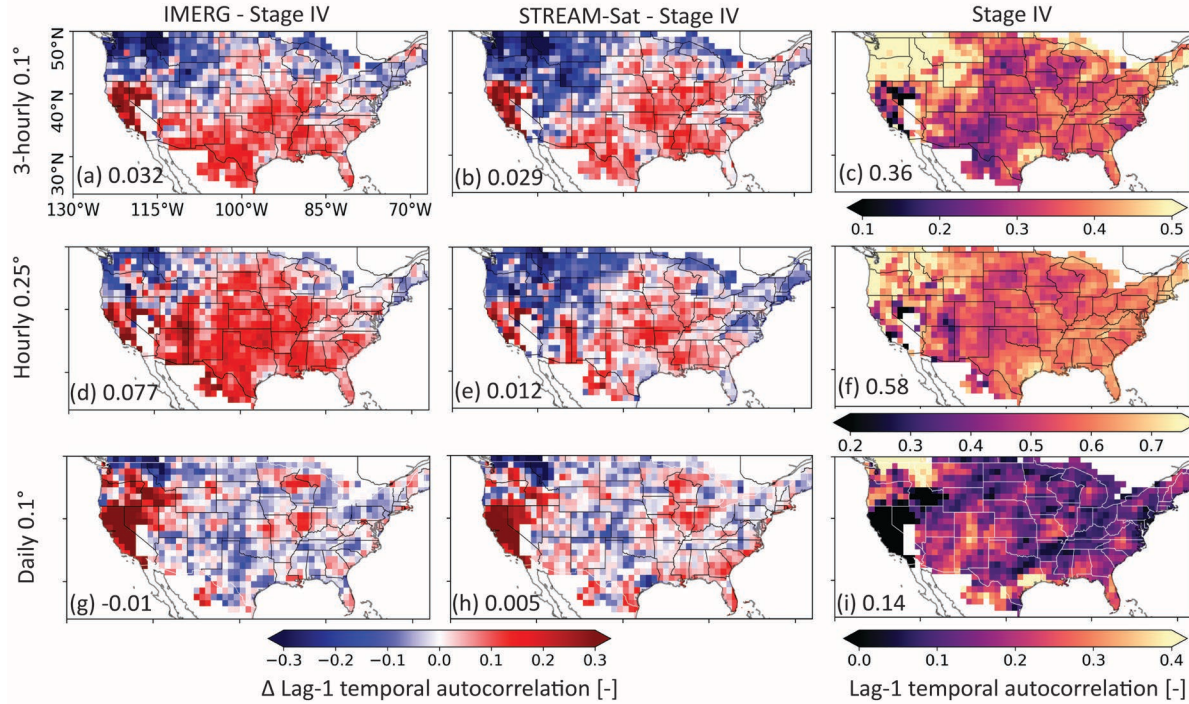 IMERG - Stage IV
STREAM-Sat - Stage IV
Stage IV
3-hourly 0.1°
50°N
40°N
30°N
(a) 0.032
(b) 0.029
(c) 0.36
130°W 115°W 100°W 85°W 70°W
0.1 0.2 0.3 0.4 0.5
Hourly 0.25°
(d) 0.077
(e) 0.012
(f) 0.58
0.2 0.3 0.4 0.5 0.6 0.7
Daily 0.1°
(g) -0.01
(h) 0.005
(i) 0.14
−0.3 −0.2 −0.1 0.0 0.1 0.2 0.3
0.0 0.1 0.2 0.3 0.4
Δ Lag-1 temporal autocorrelation [-]
Lag-1 temporal autocorrelation [-]